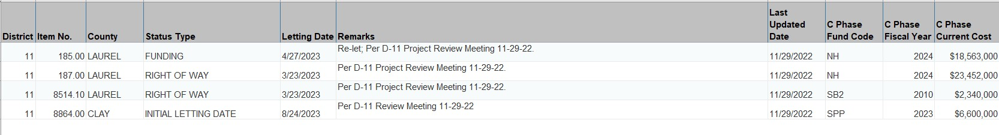 District Item No. County Status Type Letting Date Remarks Last Updated Date C Phase Fund Code C Phase Fiscal Year C Phase Current Cost
11 185.00 LAUREL FUNDING 4/27/2023 Re-let; Per D-11 Project Review Meeting 11-29-22. 11/29/2022 NH 2024 $18,563,000
11 187.00 LAUREL RIGHT OF WAY 3/23/2023 Per D-11 Project Review Meeting 11-29-22. 11/29/2022 NH 2024 $23,452,000
11 8514.10 LAUREL RIGHT OF WAY 3/23/2023 Per D-11 Project Review Meeting 11-29-22. 11/29/2022 SB2 2010 $2,340,000
11 8864.00 CLAY INITIAL LETTING DATE 8/24/2023 Per D-11 Review Meeting 11-29-22 11/29/2022 SPP 2023 $6,600,000